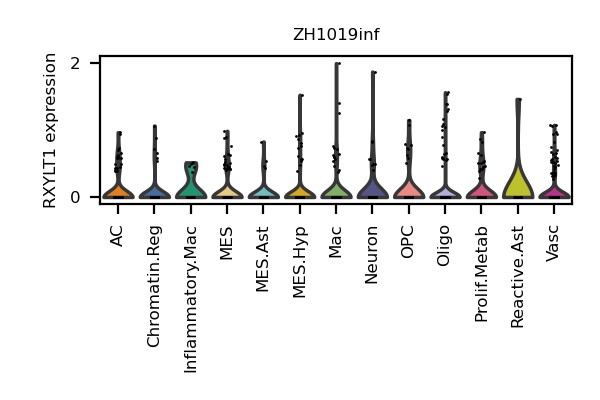 ZH1019inf
RXYLT1 expression
2
0
AC
Chromatin.Reg
Inflammatory.Mac
MES
MES.Ast
MES.Hyp
Mac
Neuron
OPC
Oligo
Prolif.Metab
Reactive.Ast
Vasc